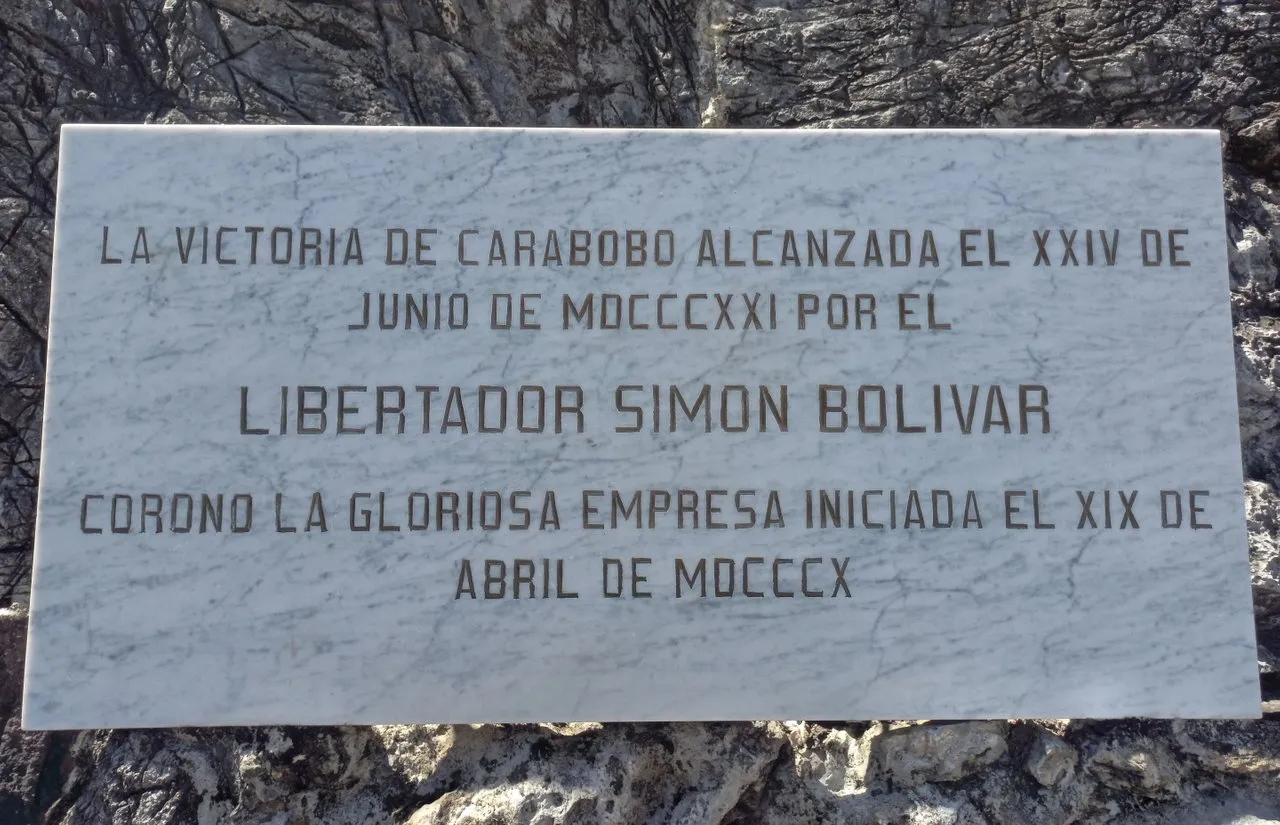 LA VICTORIA DE CARABOBO ALCANZADA EL XXIV DE
JUNIO DE MDCCCXXI POR EL
LIBERTADOR SIMON BOLIVAR
CORONO LA GLORIOSA EMPRESA INICIADA EL XIX DE
ABRIL DE MDCCCX